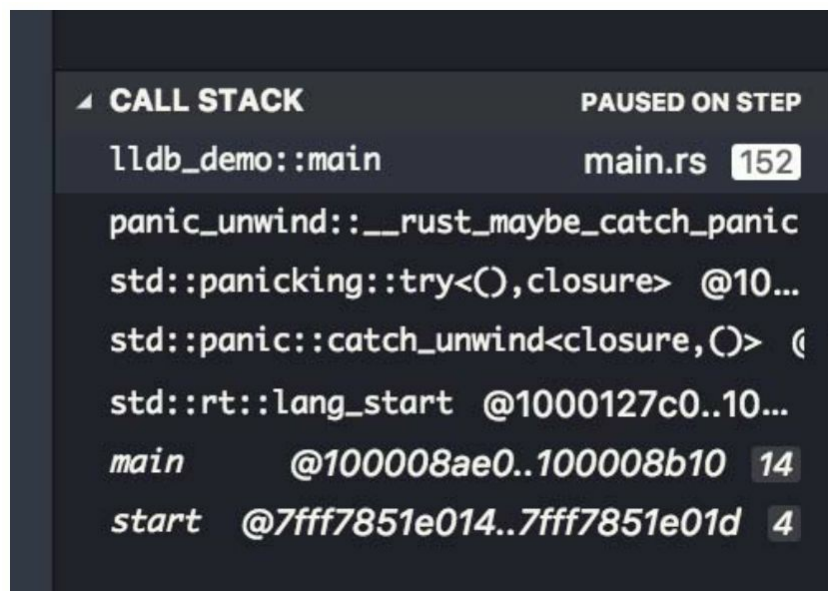 CALL STACK PAUSED ON STEP
lldb_demo::main main.rs 152
panic_unwind::__rust_maybe_catch_panic
std::panicking::try<(),closure> @10...
std::panic::catch_unwind<closure,()>
std::rt::lang_start @1000127c0..10...
main @100008ae0..100008b10 14
start @7fff7851e014..7fff7851e01d 4